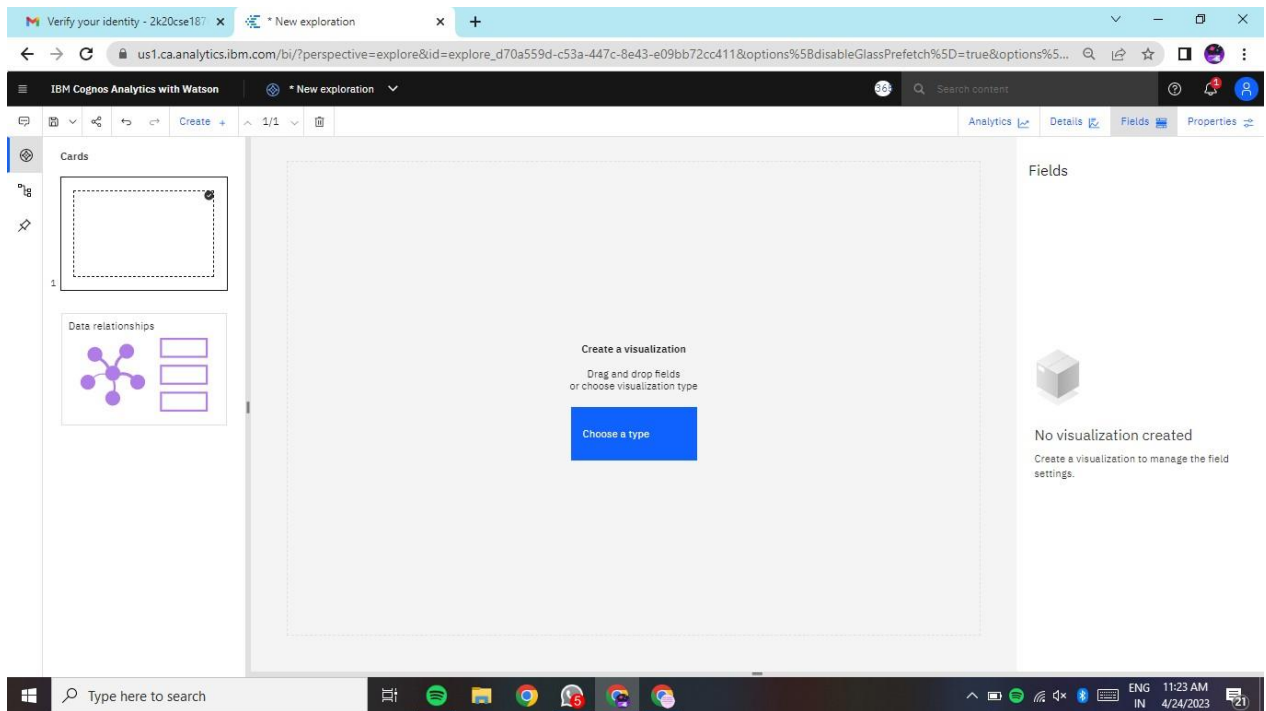 Verify your identity - 2k20cse187
* New exploration
us1.ca.analytics.ibm.com/bi/?perspective=explore&id=explore_d70a559d-c53a-447c-8e43-e09bb72cc411&options%5BdisableGlassPrefetch%5D=true&options%5...
IBM Cognos Analytics with Watson
* New exploration
Search content
1
Create +
1/1
Analytics
Details
Fields
Properties
Cards
Fields
1
Data relationships
Create a visualization
Drag and drop fields
or choose visualization type
Choose a type
No visualization created
Create a visualization to manage the field
settings.
Type here to search
5
ENG
IN
11:23 AM
4/24/2023
21